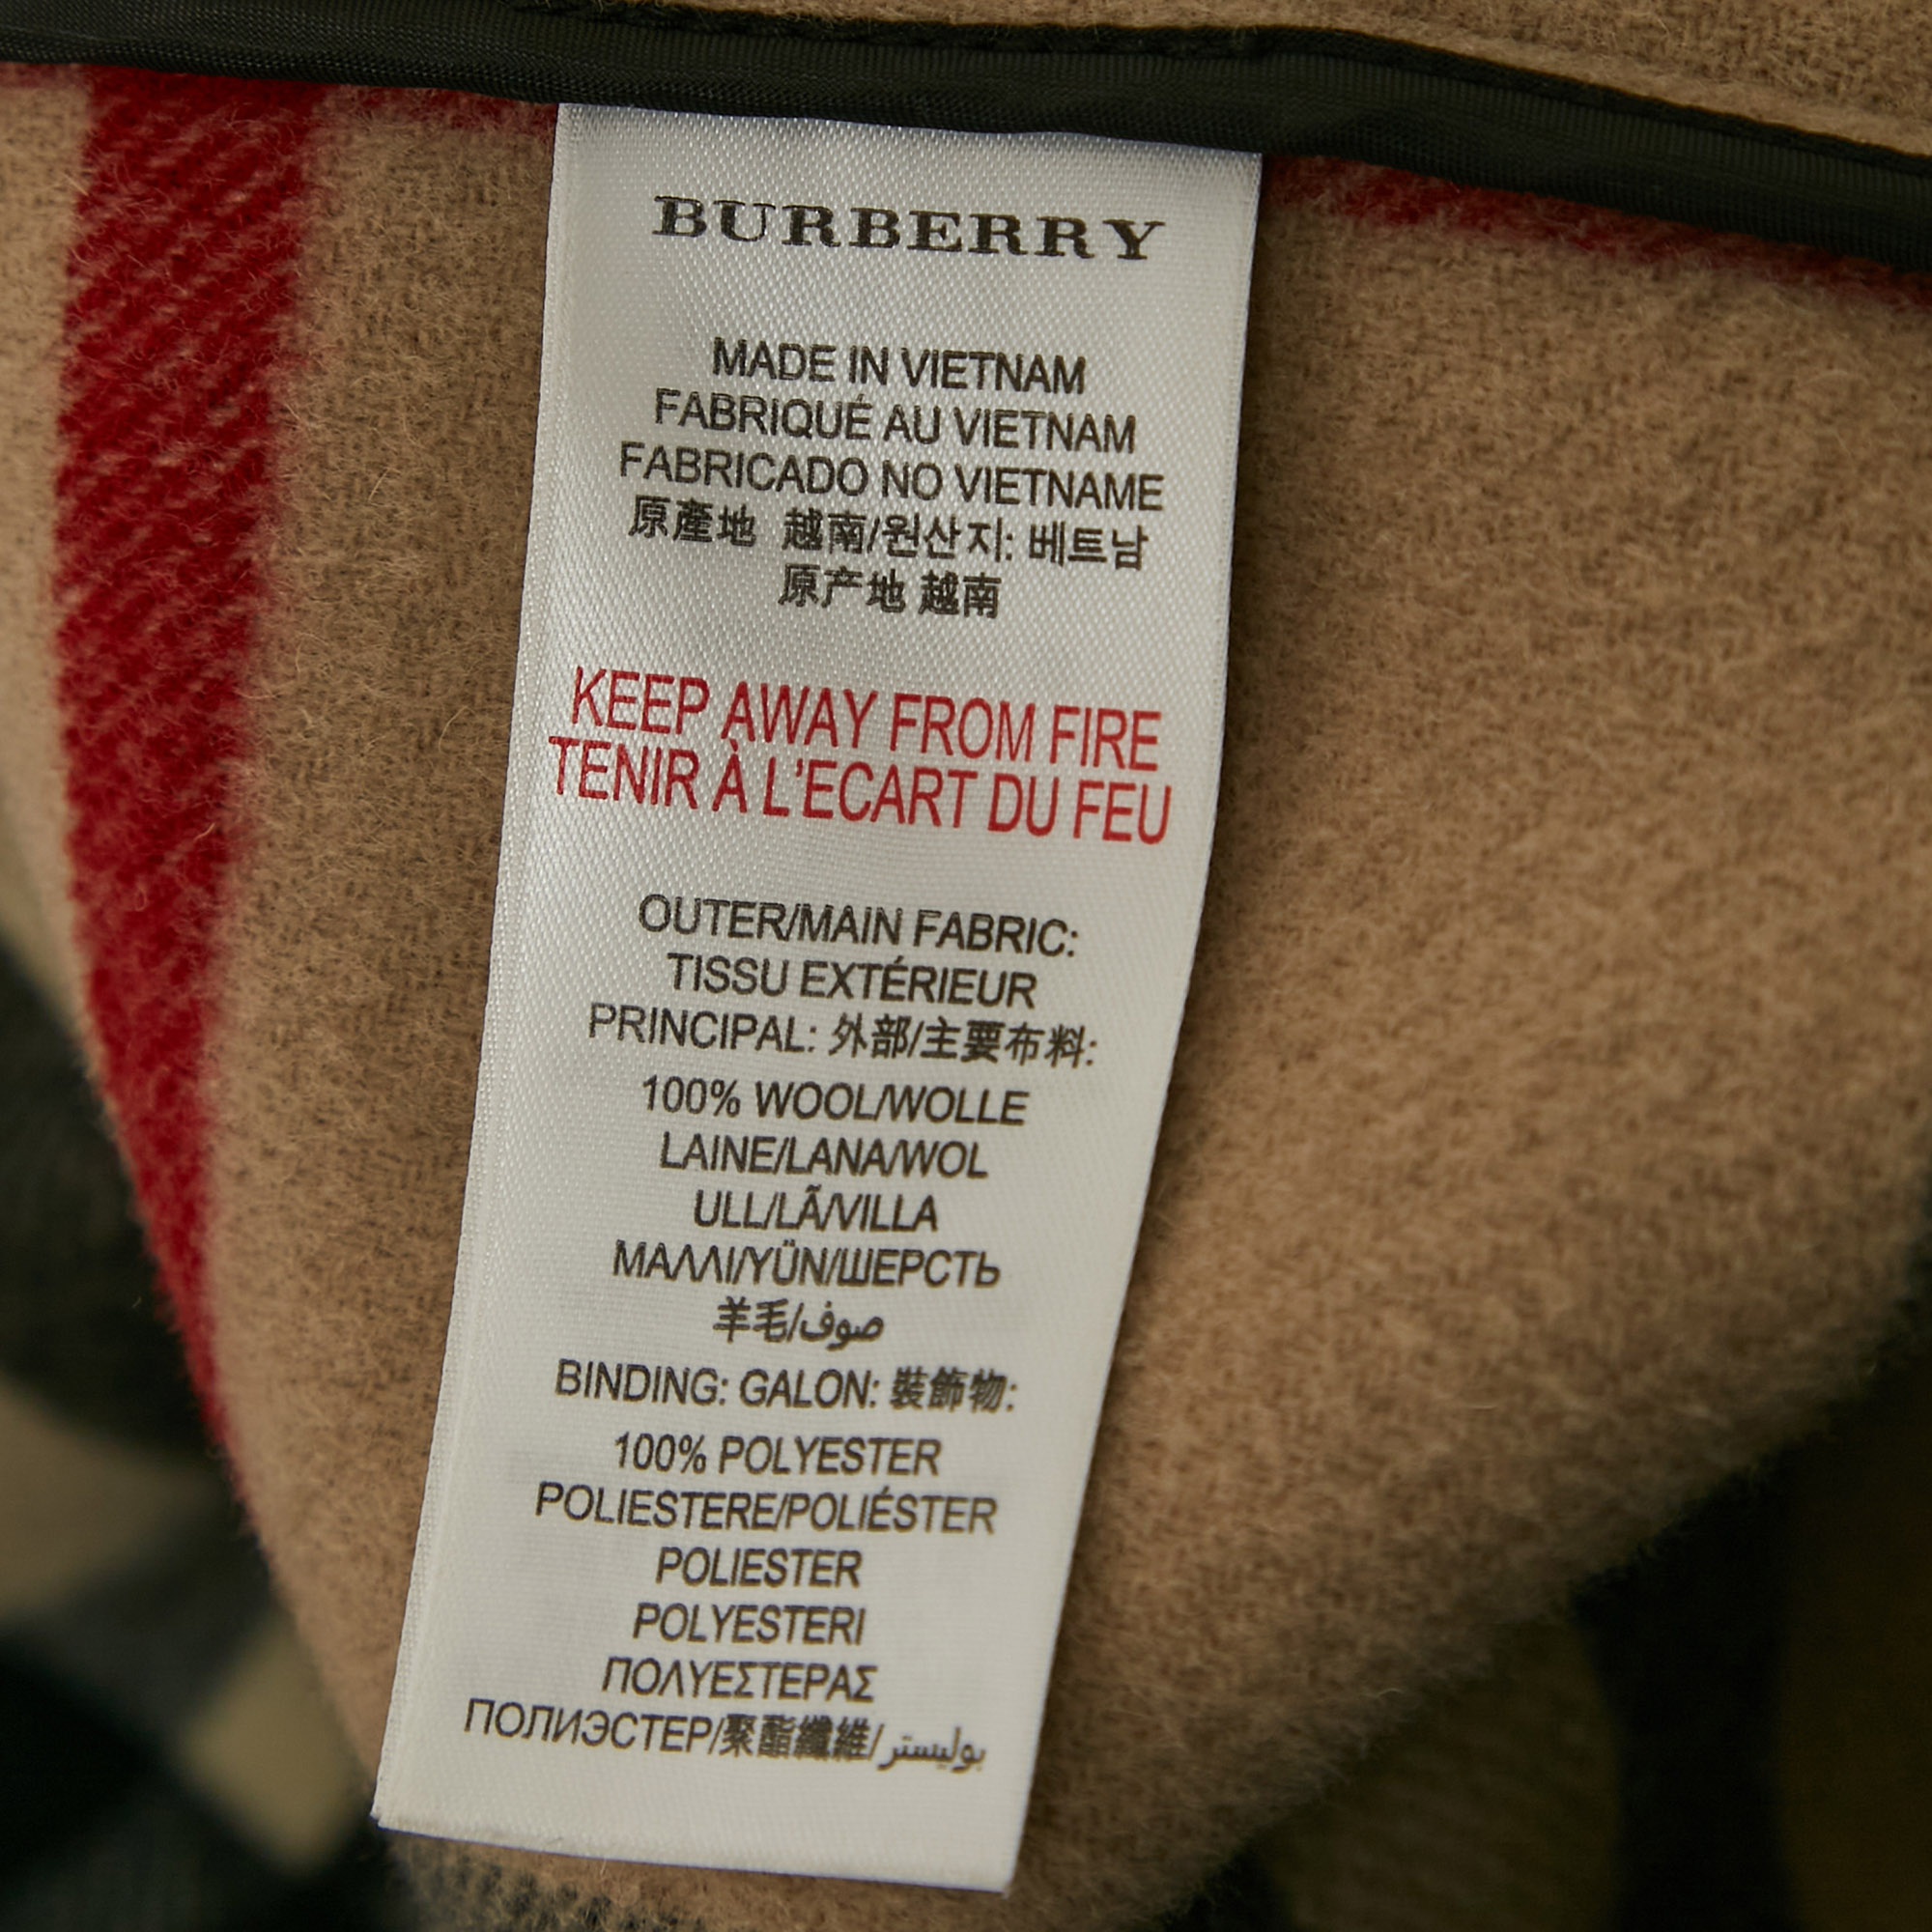 BURBERRY
MADE IN VIETNAM
FABRIQUÉ AU VIETNAM
FABRICADO NO VIETNAME
原產地 越南/원산지: 베트남
原产地 越南
KEEP AWAY FROM FIRE
TENIR À L'ECART DU FEU
OUTER/MAIN FABRIC:
TISSU EXTÉRIEUR
PRINCIPAL: 外部/主要布料:
100% WOOL/WOLLE
LAINE/LANA/WOL
ULL/LÃ/VILLA
ΜΑΛΛΙ/YÜN/ШЕРСТЬ
羊毛/صوف
BINDING: GALON: 裝飾物:
100% POLYESTER
POLIESTERE/POLIÉSTER
POLIESTER
POLYESTERI
ΠΟΛΥΕΣΤΕΡΑΣ
ПОЛИЭСТЕР/聚酯纖維/بوليستر